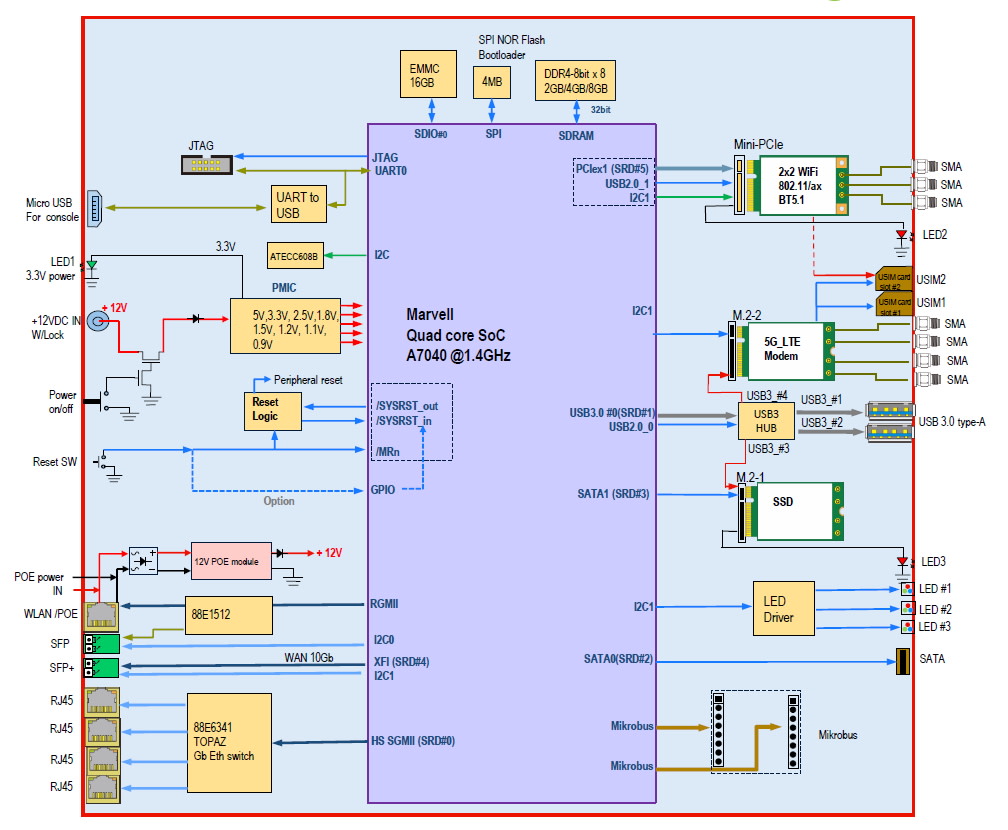 SPI NOR Flash
Bootloader
EMMC
16GB
4MB
DDR4-8bit x 8
2GB/4GB/8GB
32bit
SDIO#0
SPI
SDRAM
JTAG
JTAG
UART0
Micro USB
For console
UART to
USB
ATECC608B
I2C
3.3V
LED1
3.3V power
PMIC
+ 12V
+12VDC IN
W/Lock
5V,3.3V, 2.5V,1.8V,
1.5V, 1.2V, 1.1V,
0.9V
Marvell
Quad core SoC
A7040 @1.4GHz
Power
on/off
Peripheral reset
Reset
Logic
/SYSRST_out
/SYSRST_in
/MRn
Reset SW
GPIO
Option
POE power
IN
12V POE module
+ 12V
WLAN /POE
88E1512
RGMII
SFP
I2C0
SFP+
WAN 10Gb
XFI (SRD#4)
I2C1
RJ45
RJ45
RJ45
RJ45
88E6341
TOPAZ
Gb Eth switch
HS SGMII (SRD#0)
Mini-PCIe
PCIex1 (SRD#5)
USB2.0_1
I2C1
2x2 WiFi
802.11/ax
BT5.1
SMA
SMA
SMA
LED2
USIM card
slot #2
USIM2
USIM card
slot #1
USIM1
I2C1
M.2-2
5G_LTE
Modem
SMA
SMA
SMA
SMA
USB3_#4
USB3.0 #0(SRD#1)
USB2.0_0
USB3
HUB
USB3_#1
USB3_#2
USB 3.0 type-A
USB3_#3
M.2-1
SATA1 (SRD#3)
SSD
LED3
I2C1
LED
Driver
LED #1
LED #2
LED #3
SATA0(SRD#2)
SATA
Mikrobus
Mikrobus
Mikrobus